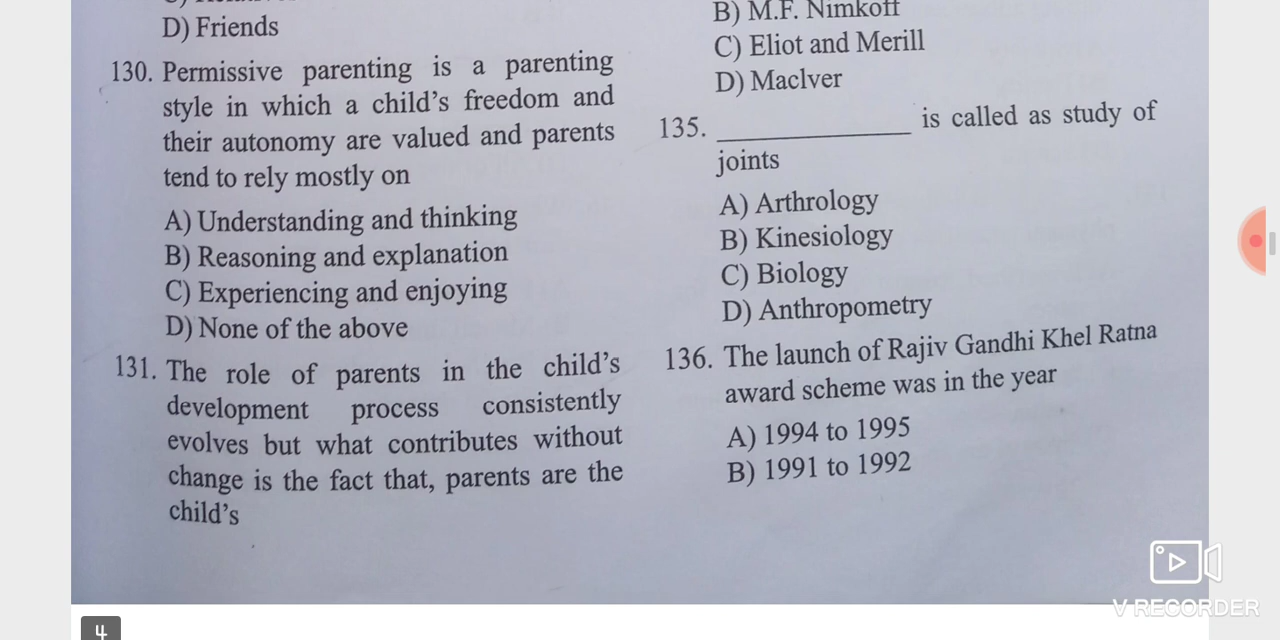 D) Friends
130. Permissive parenting is a parenting
style in which a child's freedom and
their autonomy are valued and parents
tend to rely mostly on
A) Understanding and thinking
B) Reasoning and explanation
C) Experiencing and enjoying
D) None of the above
131. The role of parents in the child's
development process consistently
evolves but what contributes without
change is the fact that, parents are the
child's
B) M.F. Nimkoff
C) Eliot and Merill
D) Maclver
135. ______________ is called as study of
joints
A) Arthrology
B) Kinesiology
C) Biology
D) Anthropometry
136. The launch of Rajiv Gandhi Khel Ratna
award scheme was in the year
A) 1994 to 1995
B) 1991 to 1992
V RECORDER
4